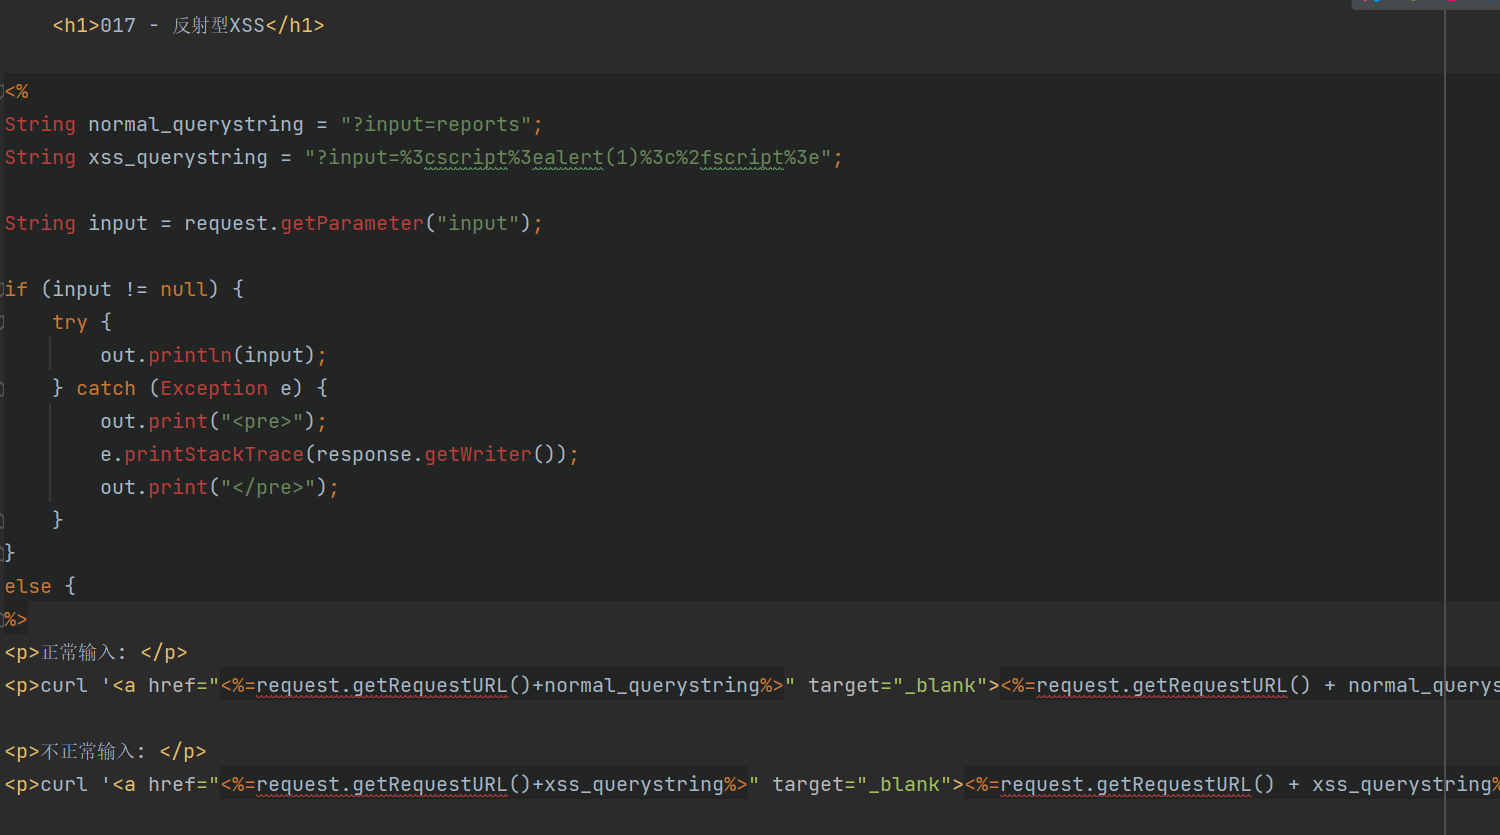 <h1>017 - 反射型XSS</h1>
<%
String normal_querystring = "?input=reports";
String xss_querystring = "?input=%3cscript%3ealert(1)%3c%2fscript%3e";
String input = request.getParameter("input");
if (input != null) {
try {
out.println(input);
} catch (Exception e) {
out.print("<pre>");
e.printStackTrace(response.getWriter());
out.print("</pre>");
}
}
else {
%>
<p>正常输入: </p>
<p>curl '<a href="<%=request.getRequestURL()+normal_querystring%>" target="_blank"><%=request.getRequestURL() + normal_querys
<p>不正常输入: </p>
<p>curl '<a href="<%=request.getRequestURL()+xss_querystring%>" target="_blank"><%=request.getRequestURL() + xss_querystring%